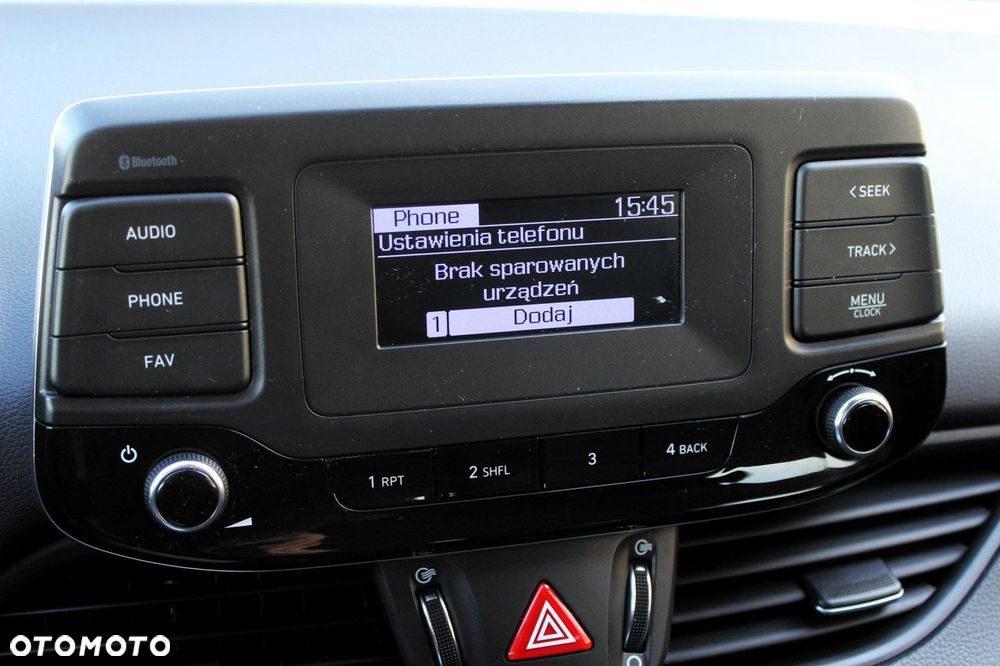 Bluetooth
AUDIO
PHONE
FAV
Phone 15:45
Ustawienia telefonu
Brak sparowanych
urządzeń
1 Dodaj
< SEEK
TRACK >
MENU
CLOCK
1 RPT
2 SHFL
3
4 BACK
OTOMOTO